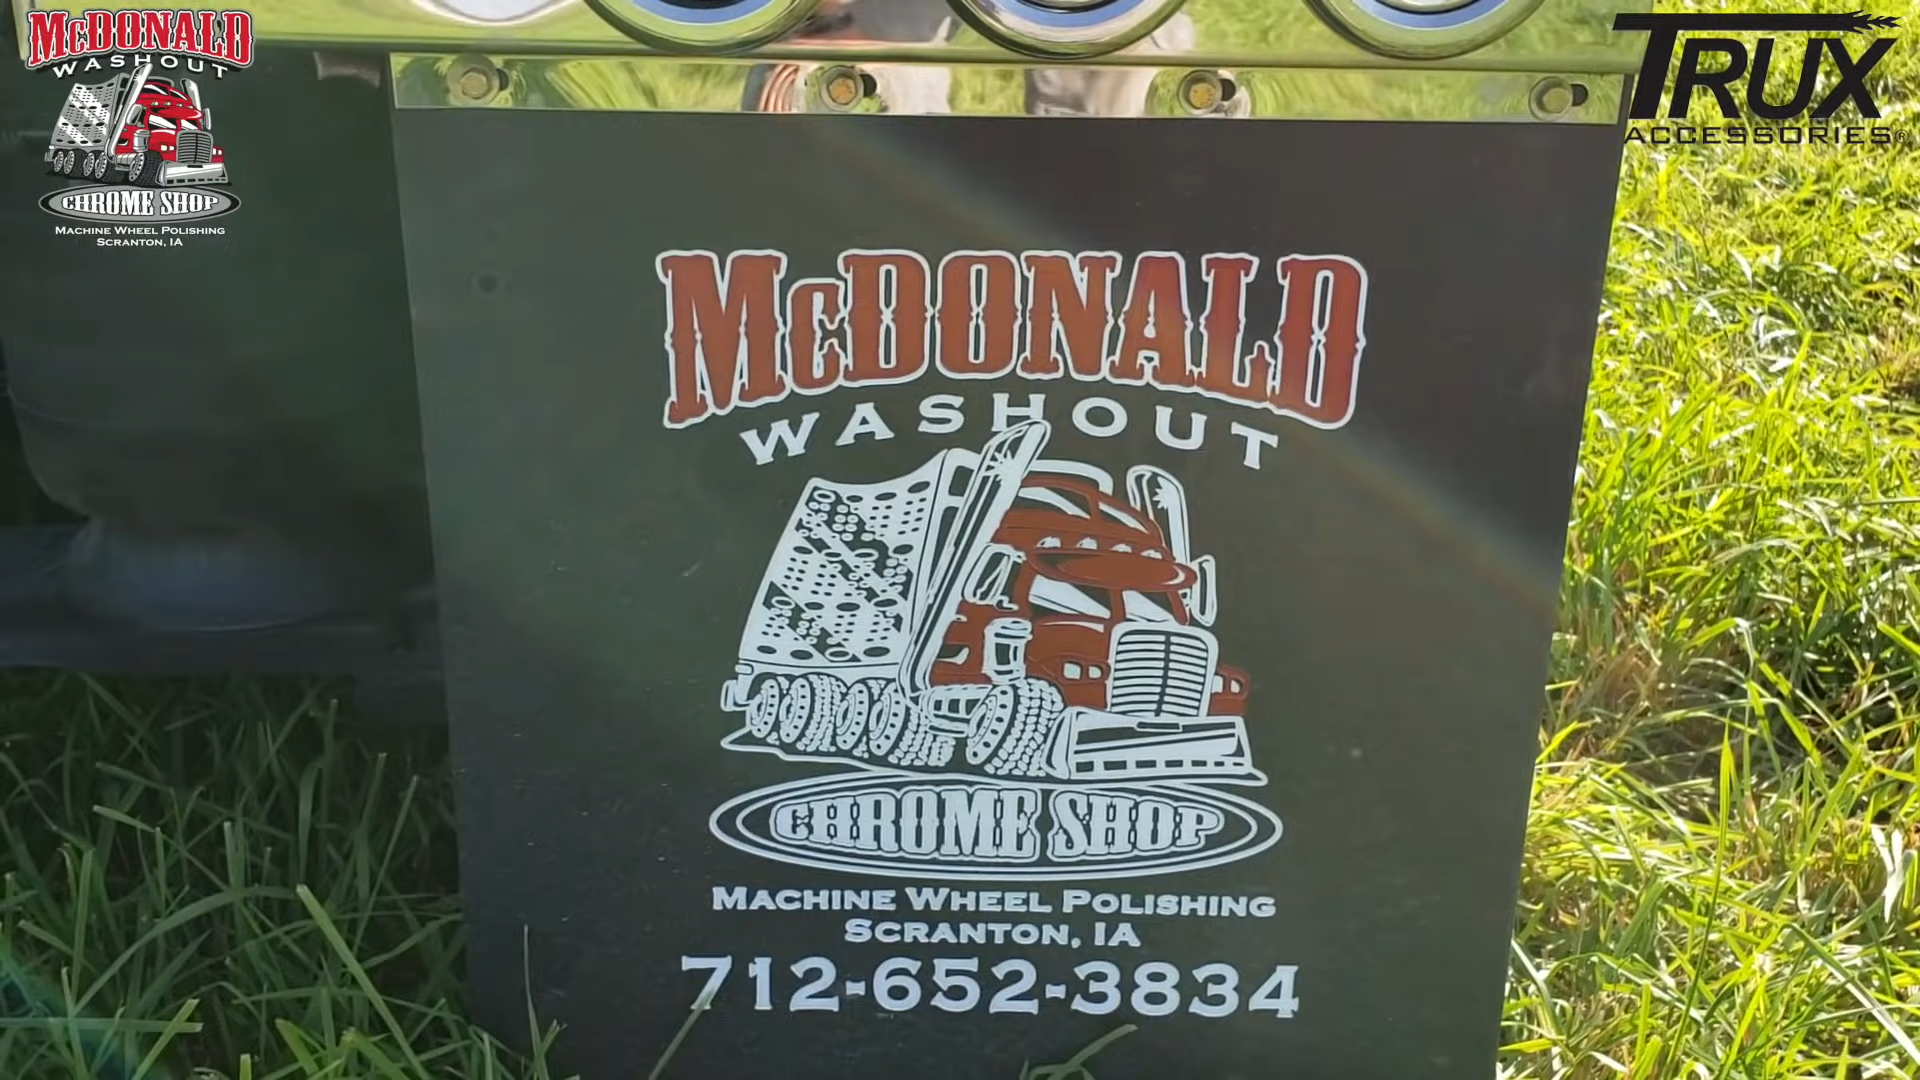 McDONALD
WASHOUT
CHROME SHOP
MACHINE WHEEL POLISHING
SCRANTON, IA
TRUX
ACCESSORIES®
McDONALD
WASHOUT
CHROME SHOP
MACHINE WHEEL POLISHING
SCRANTON, IA
712-652-3834